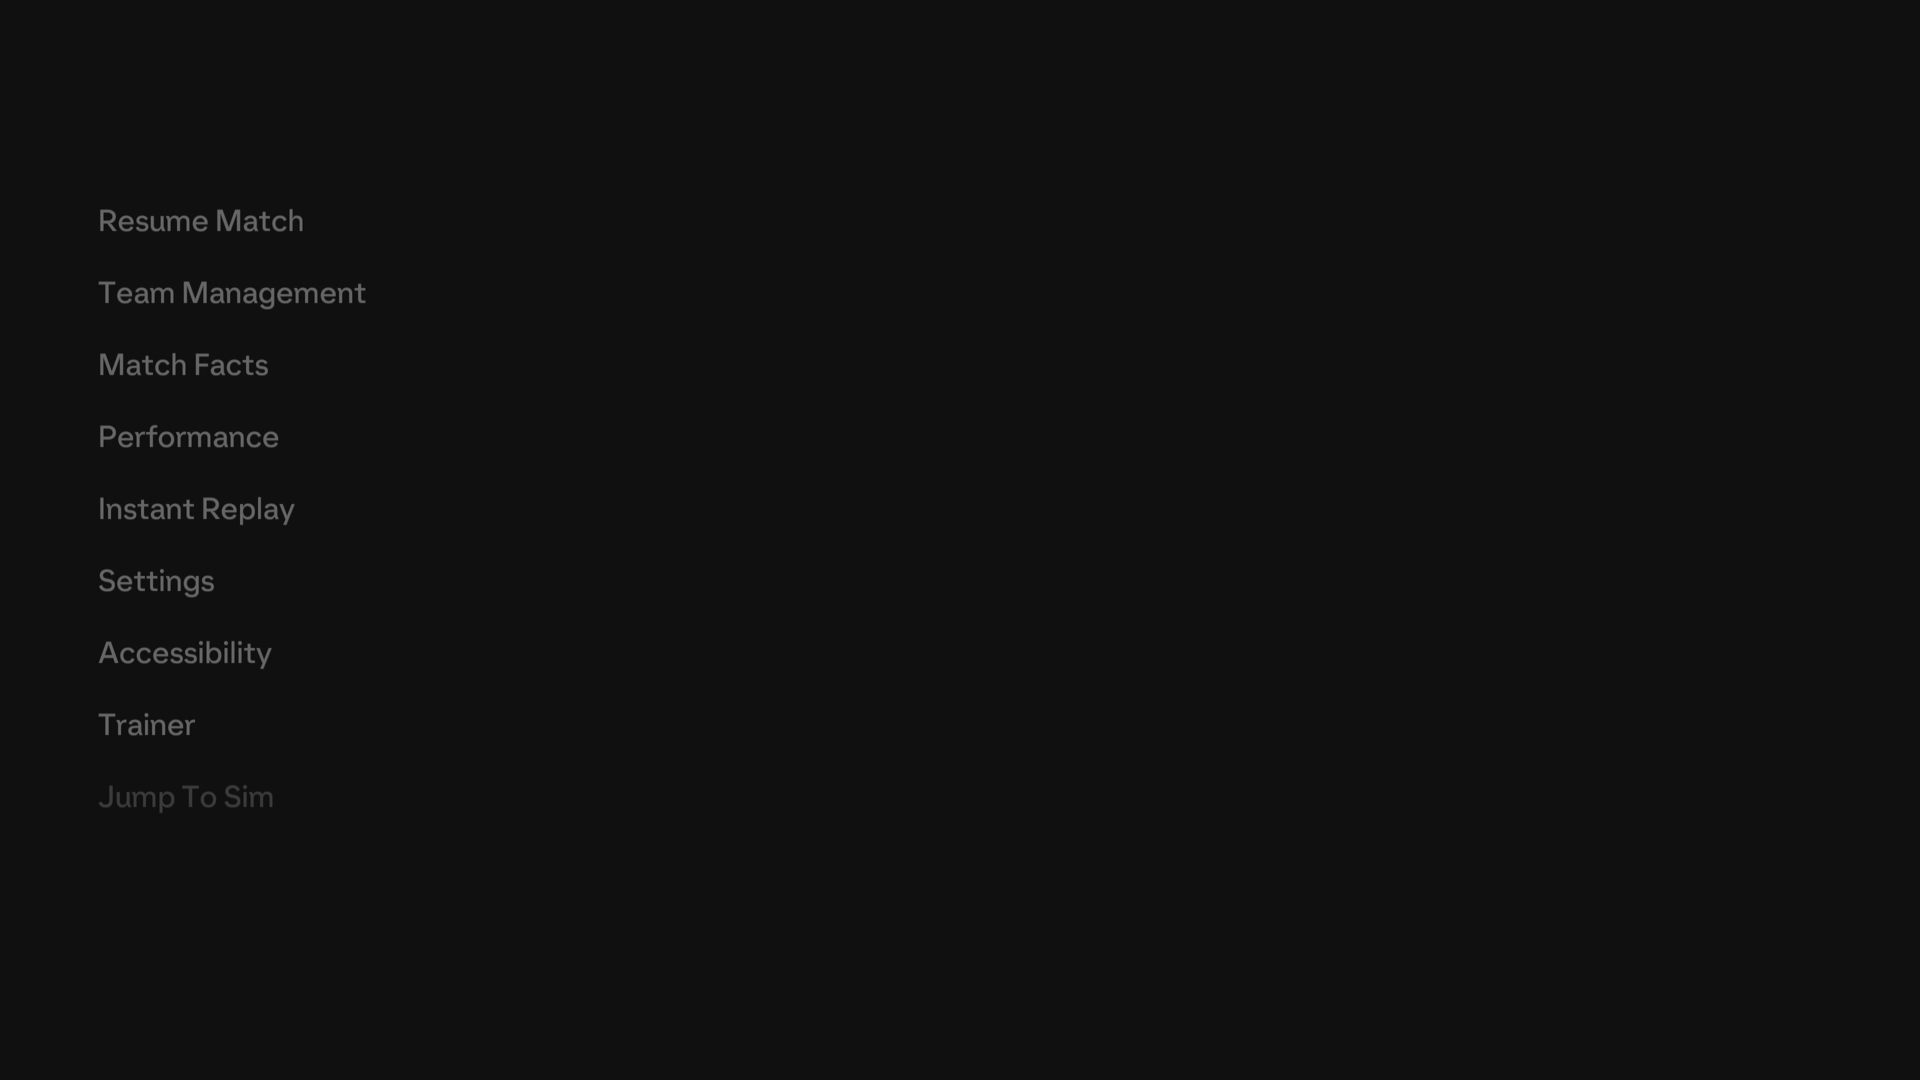 Resume Match
Team Management
Match Facts
Performance
Instant Replay
Settings
Accessibility
Trainer
Jump To Sim